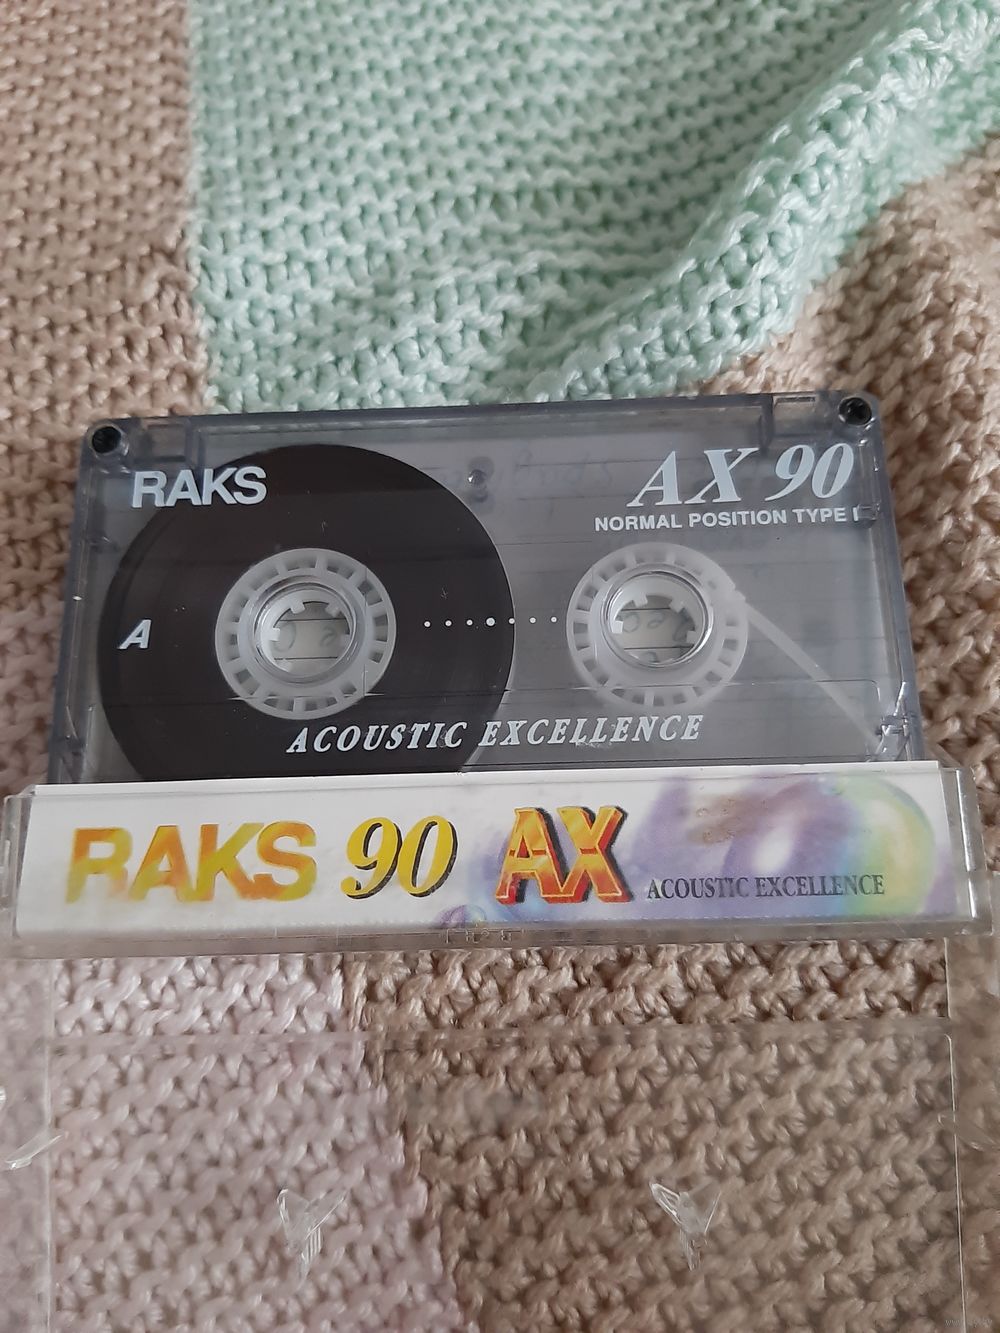 RAKS
AX 90
NORMAL POSITION TYPE I
A
ACOUSTIC EXCELLENCE
RAKS 90 AX ACOUSTIC EXCELLENCE